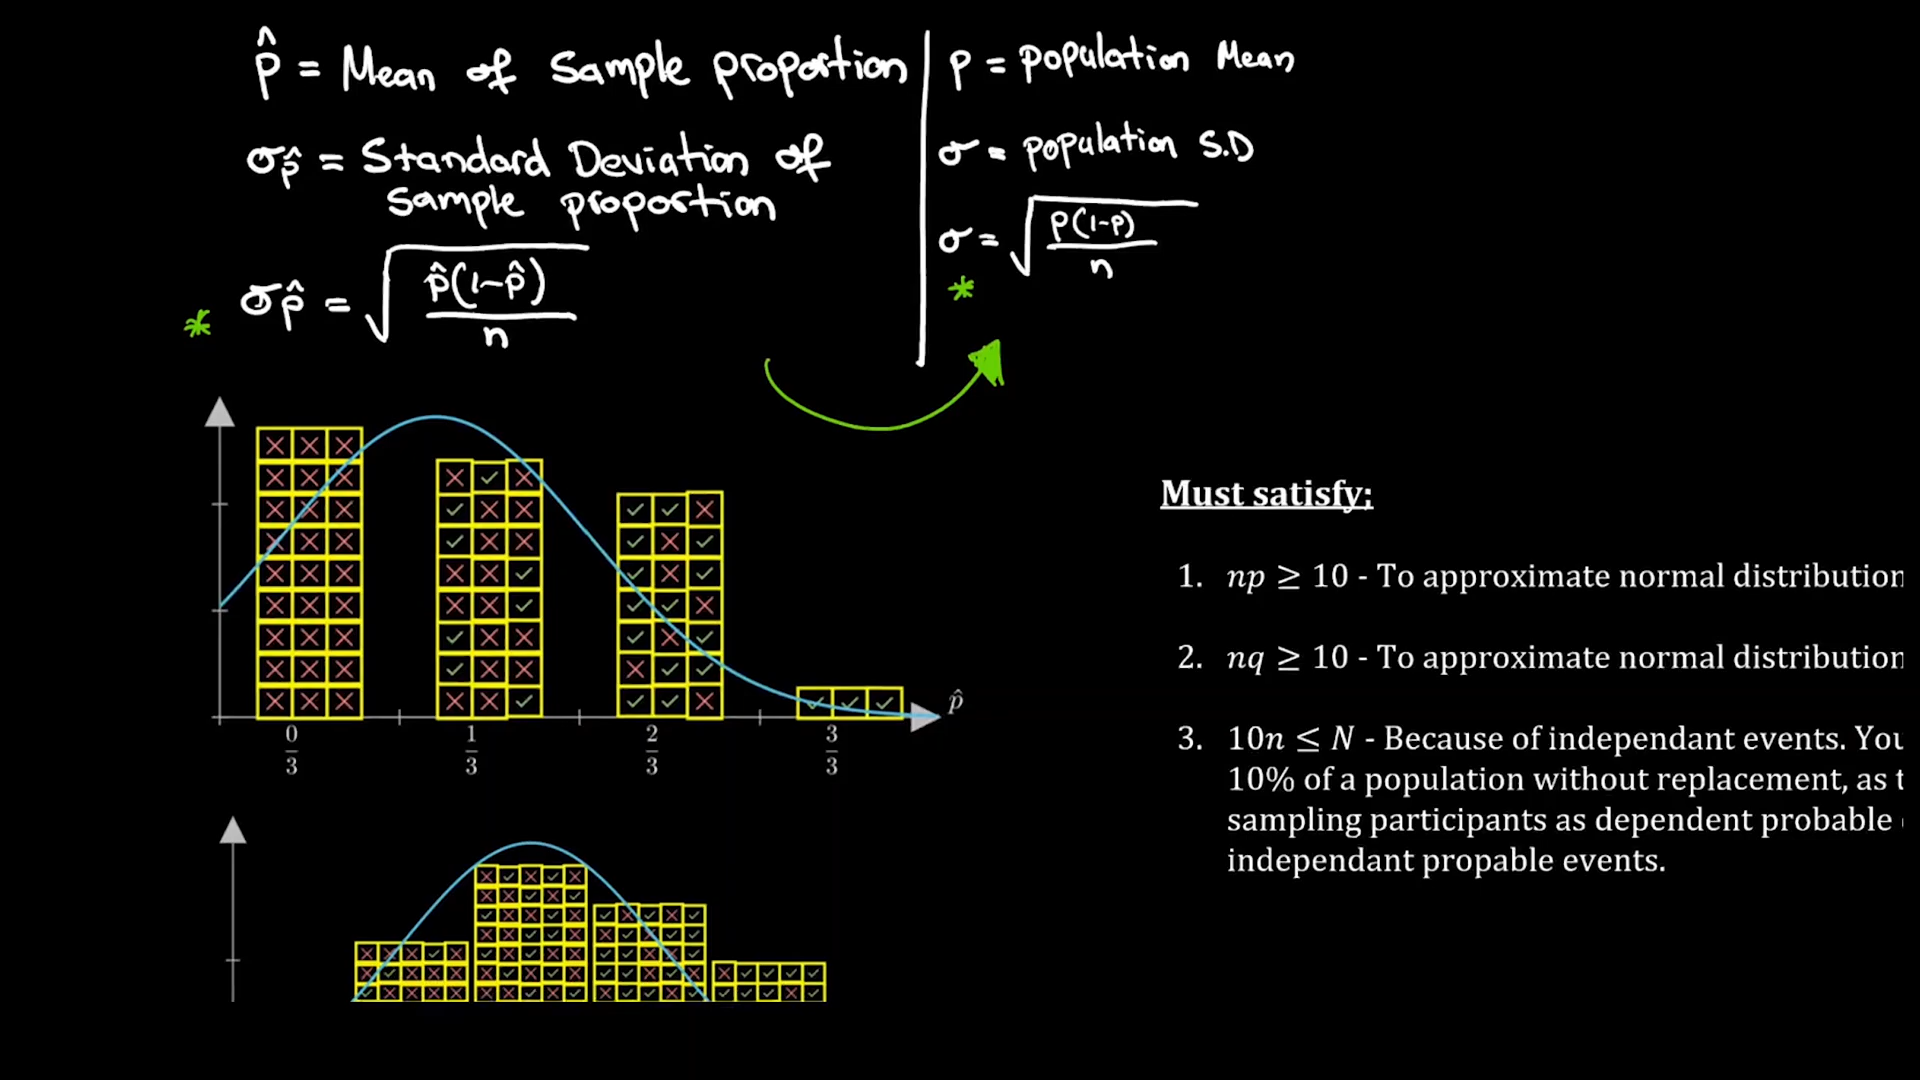 p̂ = Mean of Sample proportion
σp̂ = Standard Deviation of
Sample proportion
σp̂ = √(p̂(1-p̂)/n)
*
p = population Mean
σ = population S.D
σ = √(p(1-p)/n)
*
p̂
0/3 1/3 2/3 3/3
Must satisfy;
1. np ≥ 10 - To approximate normal distribution
2. nq ≥ 10 - To approximate normal distribution
3. 10n ≤ N - Because of independant events. You
10% of a population without replacement, as
sampling participants as dependent probable
independant propable events.